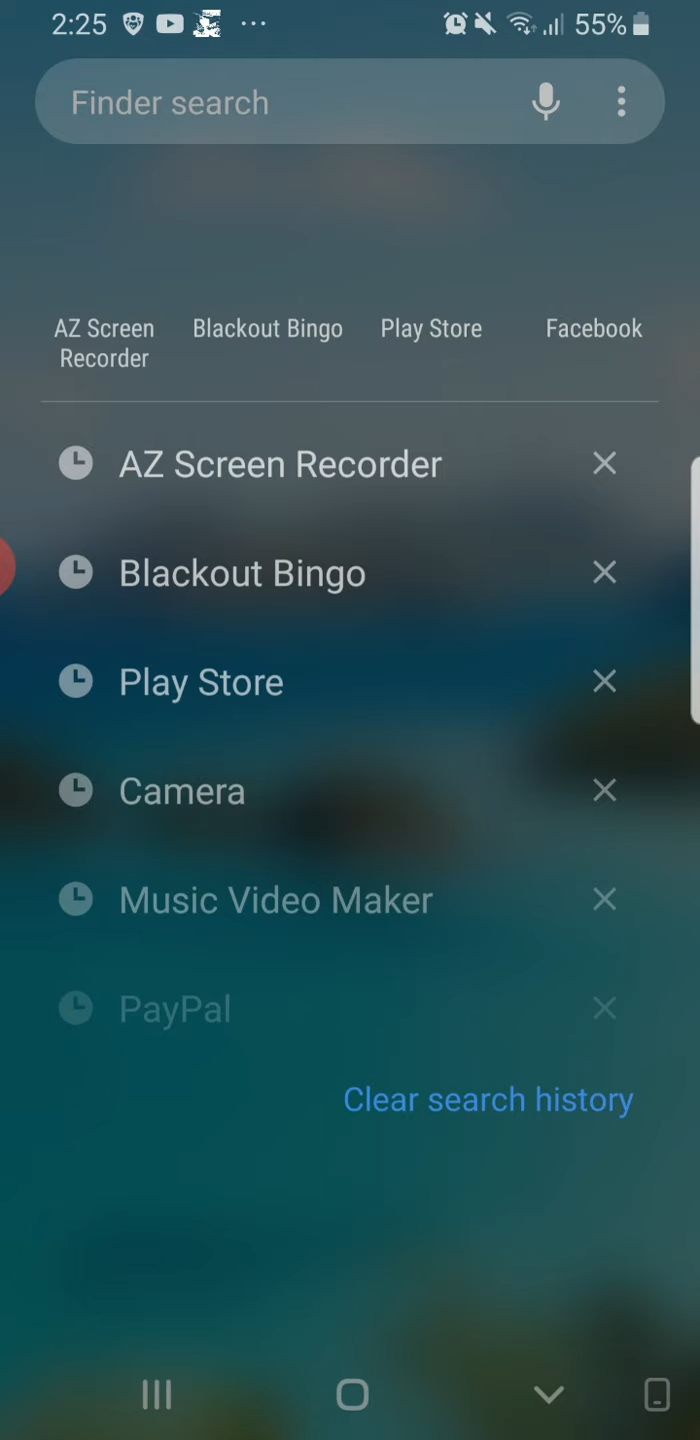 2:25 55%
Finder search
AZ Screen Blackout Bingo Play Store Facebook
Recorder
AZ Screen Recorder
Blackout Bingo
Play Store
Camera
Music Video Maker
PayPal
Clear search history